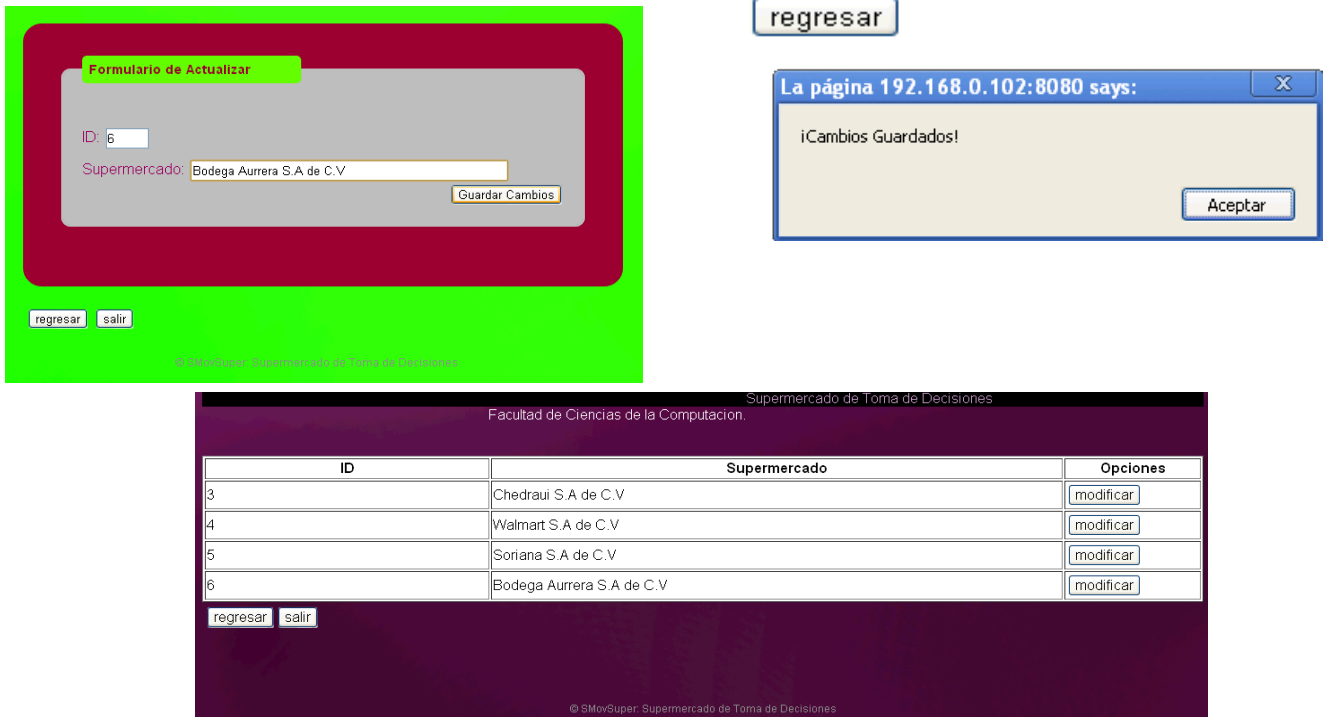 Formulario de Actualizar
ID: 6
Supermercado: Bodega Aurrera S.A de C.V
Guardar Cambios
regresar salir
© SMovSuper: Supermercado de Toma de Decisiones.
regresar
La página 192.168.0.102:8080 says: X
¡Cambios Guardados!
Aceptar
Supermercado de Toma de Decisiones
Facultad de Ciencias de la Computacion.
ID Supermercado Opciones
3 Chedraui S.A de C.V modificar
4 Walmart S.A de C.V modificar
5 Soriana S.A de C.V modificar
6 Bodega Aurrera S.A de C.V modificar
regresar salir
© SMovSuper: Supermercado de Toma de Decisiones